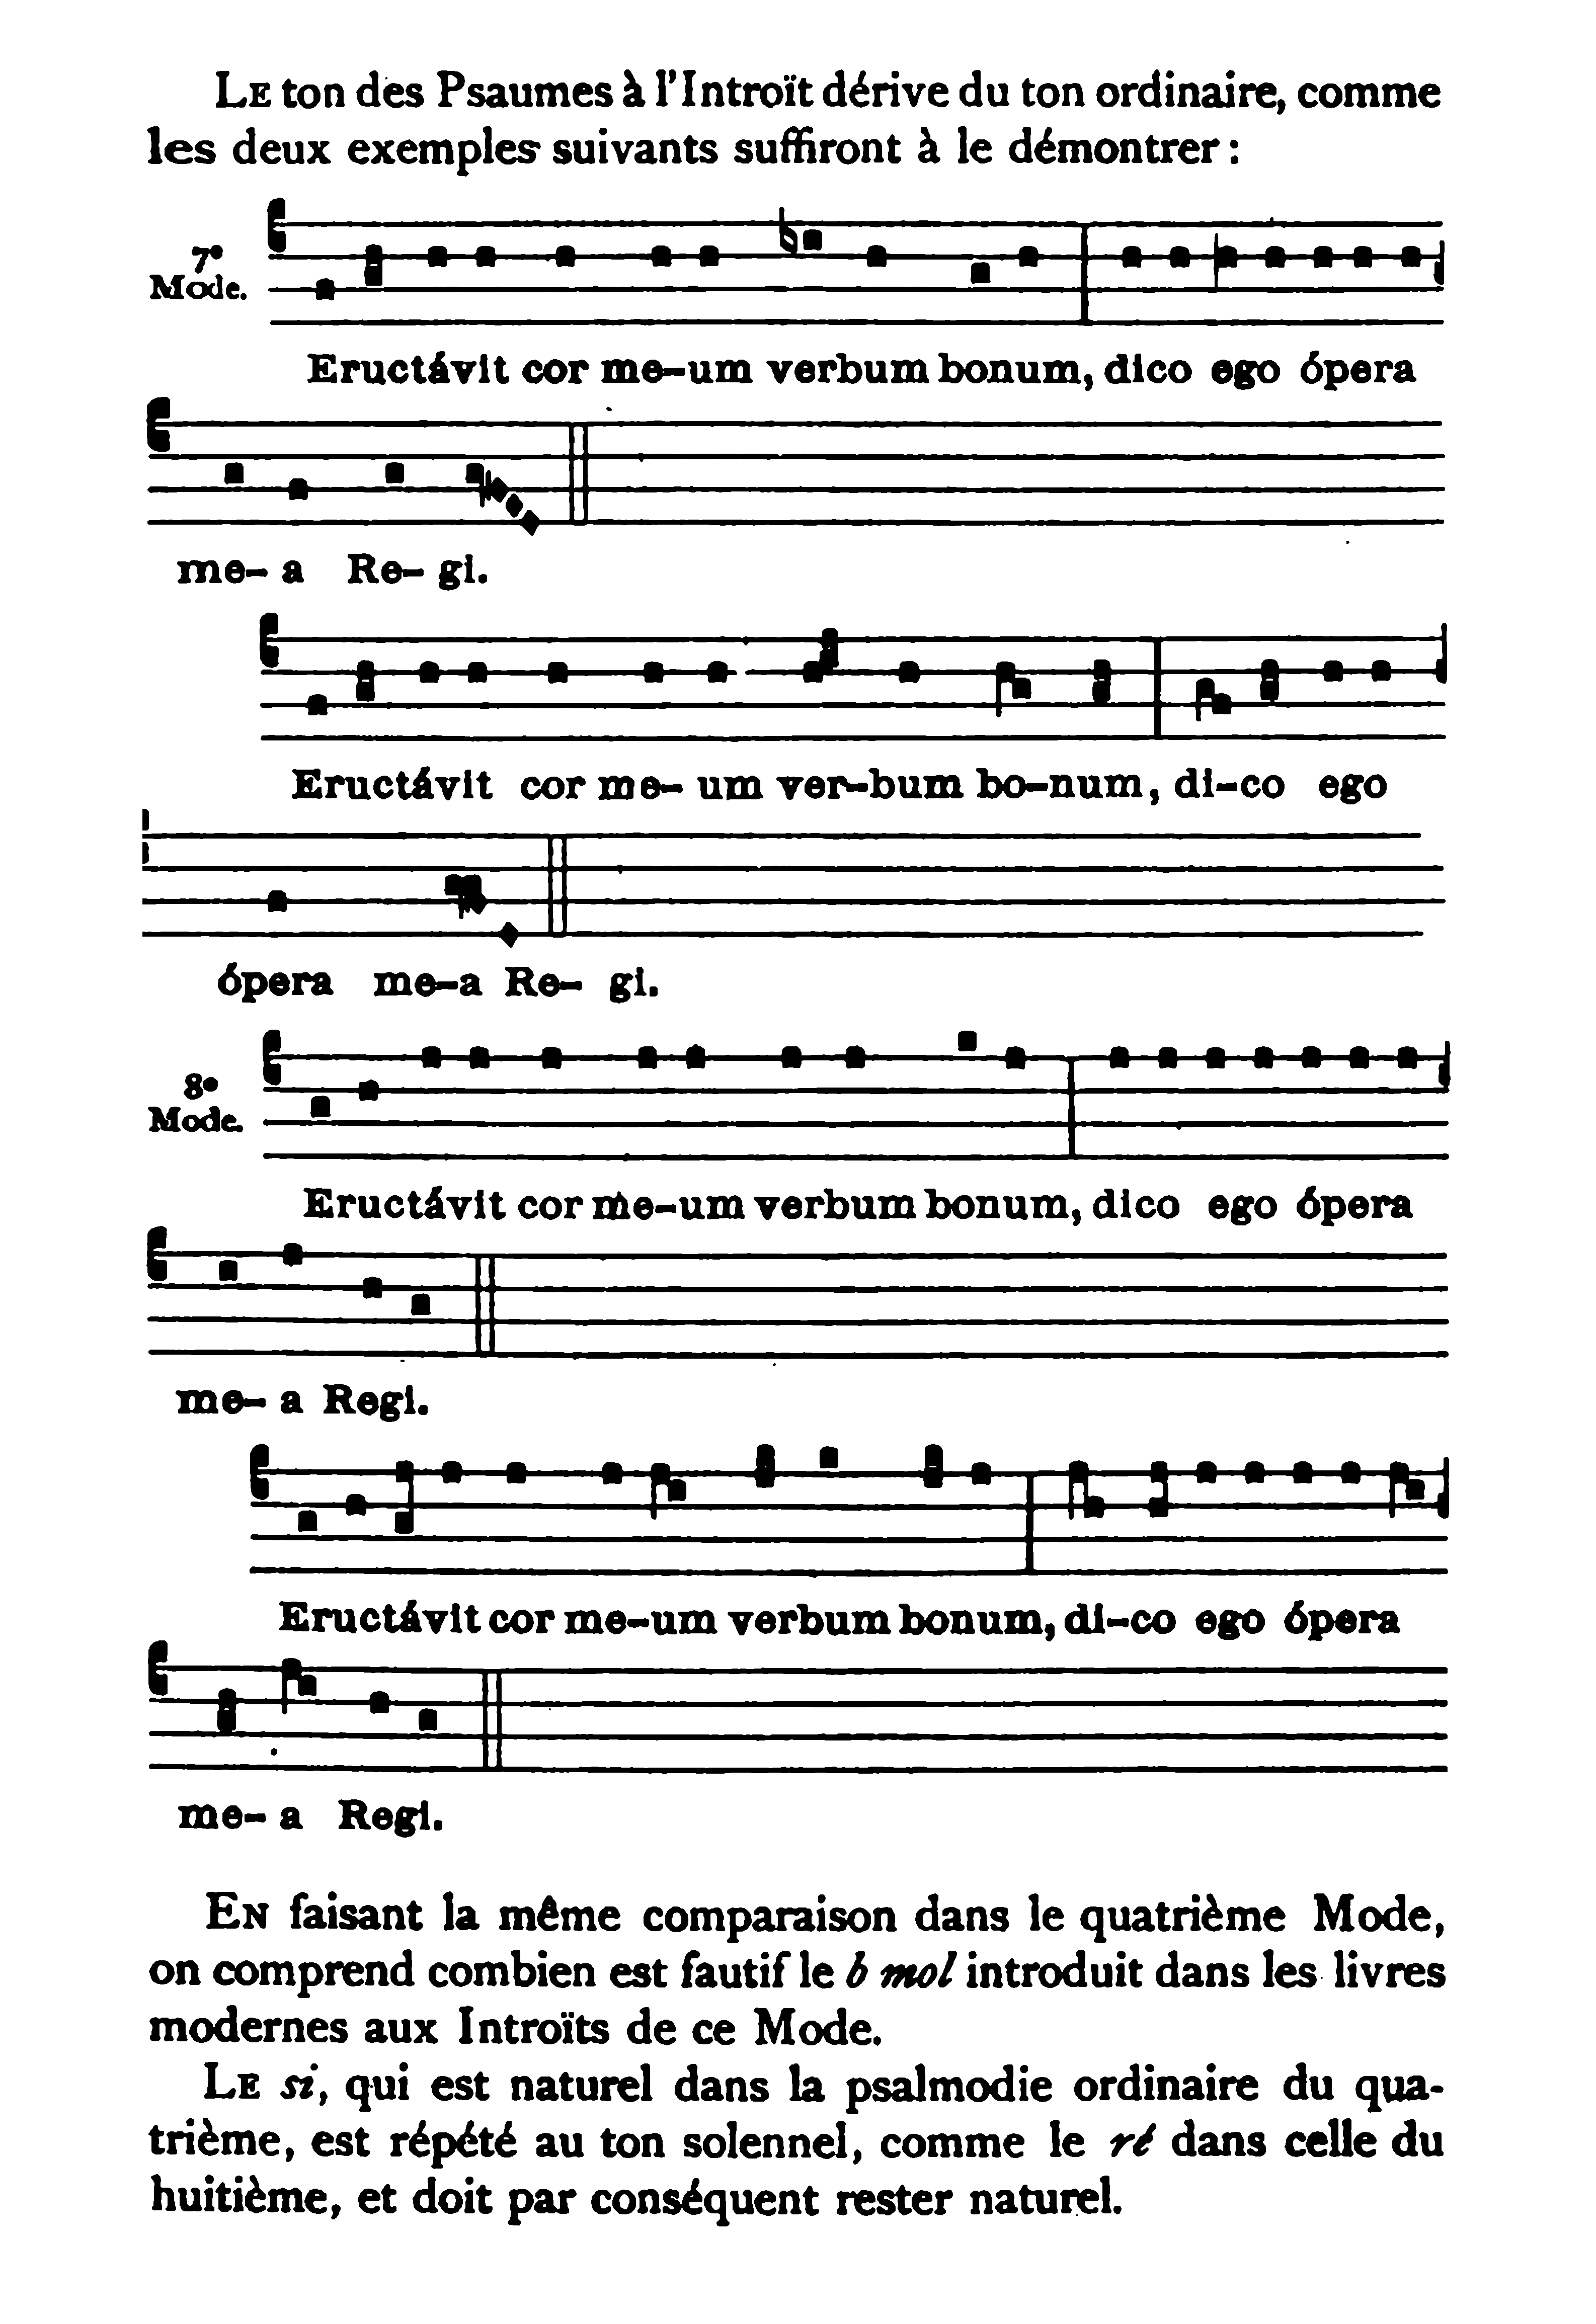 LE ton des Psaumes à l'Introït dérive du ton ordinaire, comme
les deux exemples suivants suffiront à le démontrer :
7e
Mode.
Eructávit cor me-um verbum bonum, dico ego ópera
me- a Re- gi.
Eructávit cor me- um ver-bum bo-num, di-co ego
ópera me-a Re- gi.
8e
Mode.
Eructávit cor me-um verbum bonum, dico ego ópera
me- a Regi.
Eructávit cor me-um verbum bonum, di-co ego ópera
me- a Regi.
EN faisant la même comparaison dans le quatrième Mode,
on comprend combien est fautif le b mol introduit dans les livres
modernes aux Introïts de ce Mode.
LE si, qui est naturel dans la psalmodie ordinaire du qua-
trième, est répété au ton solennel, comme le ré dans celle du
huitième, et doit par conséquent rester naturel.